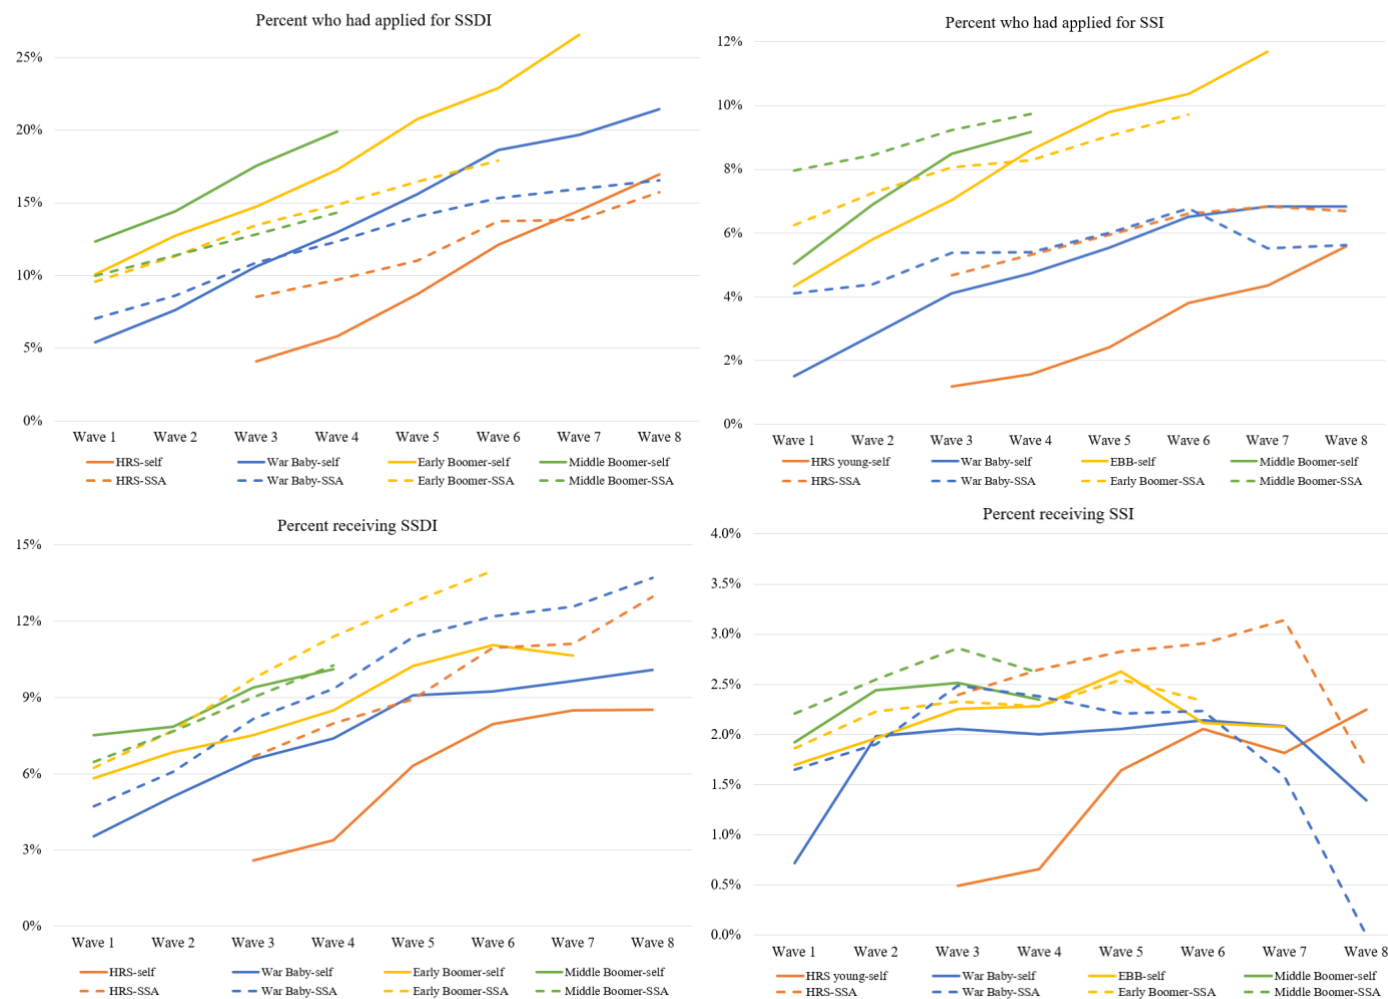 Percent who had applied for SSDI
25%
20%
15%
10%
5%
0%
Wave 1 Wave 2 Wave 3 Wave 4 Wave 5 Wave 6 Wave 7 Wave 8
HRS-self War Baby-self Early Boomer-self Middle Boomer-self
HRS-SSA War Baby-SSA Early Boomer-SSA Middle Boomer-SSA
Percent who had applied for SSI
12%
10%
8%
6%
4%
2%
0%
Wave 1 Wave 2 Wave 3 Wave 4 Wave 5 Wave 6 Wave 7 Wave 8
HRS young-self War Baby-self EBB-self Middle Boomer-self
HRS-SSA War Baby-SSA Early Boomer-SSA Middle Boomer-SSA
Percent receiving SSDI
15%
12%
9%
6%
3%
0%
Wave 1 Wave 2 Wave 3 Wave 4 Wave 5 Wave 6 Wave 7 Wave 8
HRS-self War Baby-self Early Boomer-self Middle Boomer-self
HRS-SSA War Baby-SSA Early Boomer-SSA Middle Boomer-SSA
Percent receiving SSI
4.0%
3.5%
3.0%
2.5%
2.0%
1.5%
1.0%
0.5%
0.0%
Wave 1 Wave 2 Wave 3 Wave 4 Wave 5 Wave 6 Wave 7 Wave 8
HRS young-self War Baby-self EBB-self Middle Boomer-self
HRS-SSA War Baby-SSA Early Boomer-SSA Middle Boomer-SSA